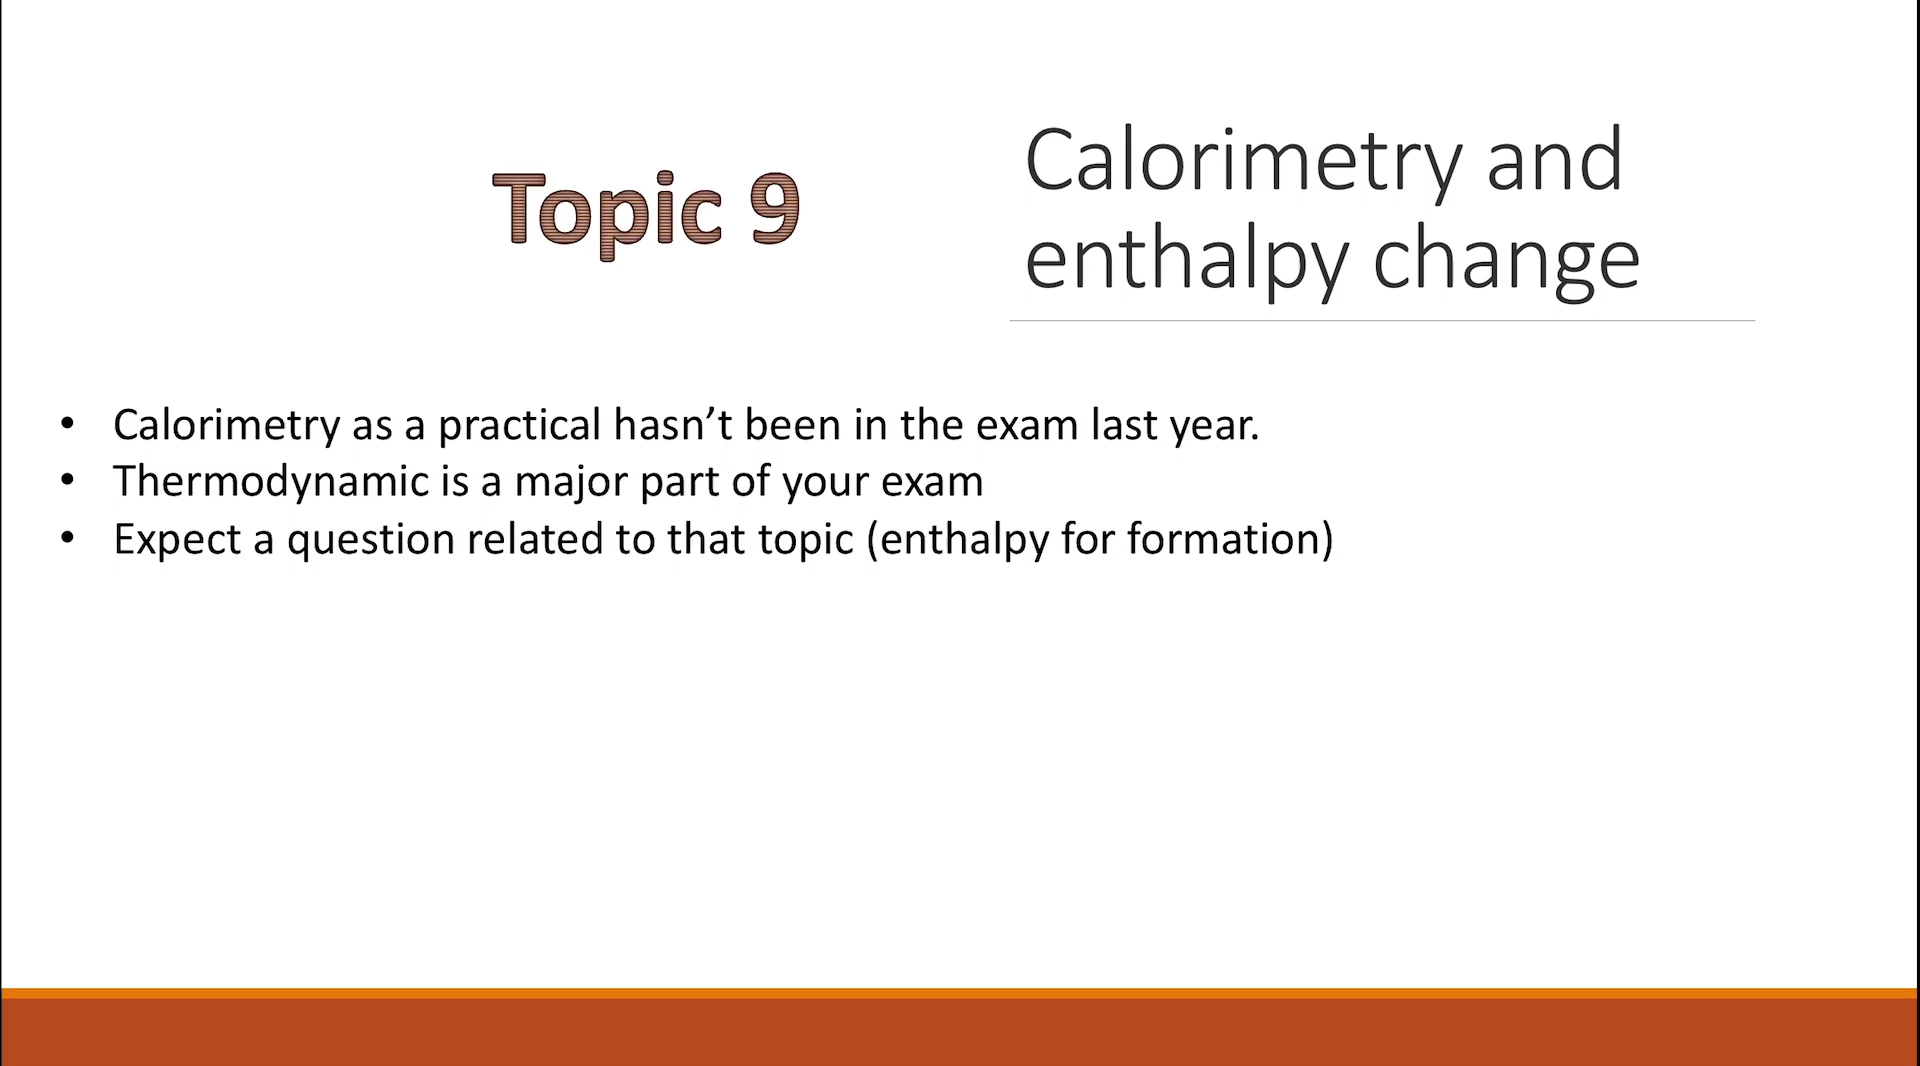 Topic 9
Calorimetry and
enthalpy change
• Calorimetry as a practical hasn’t been in the exam last year.
• Thermodynamic is a major part of your exam
• Expect a question related to that topic (enthalpy for formation)